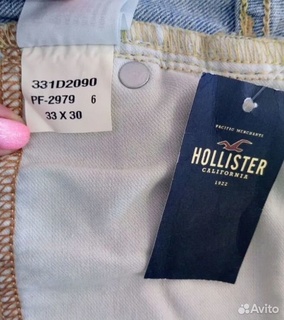 331D2090
PF-2979 6
33 X 30
PACIFIC MERCHANTS
HOLLISTER
CALIFORNIA
1922
Avito